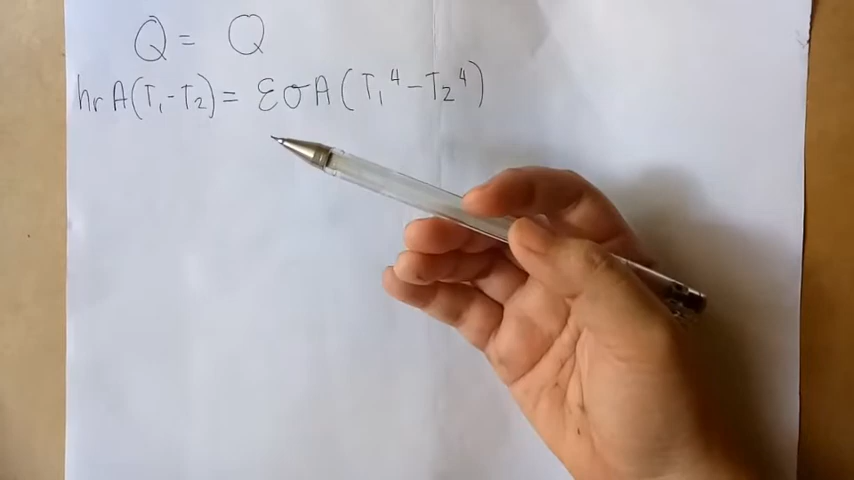 Q = Q
hr A(T₁-T₂) = εσA(T₁⁴-T₂⁴)